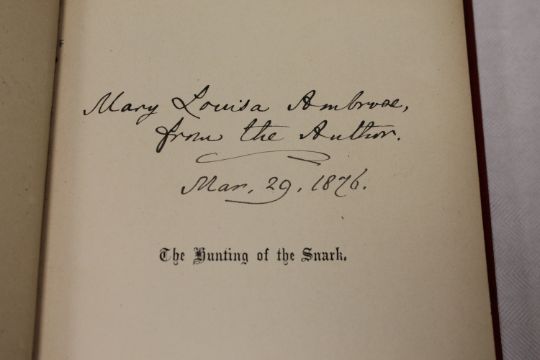 Mary Louisa Ambrose,
from the Author.
Mar. 29, 1876.
The Hunting of the Snark.